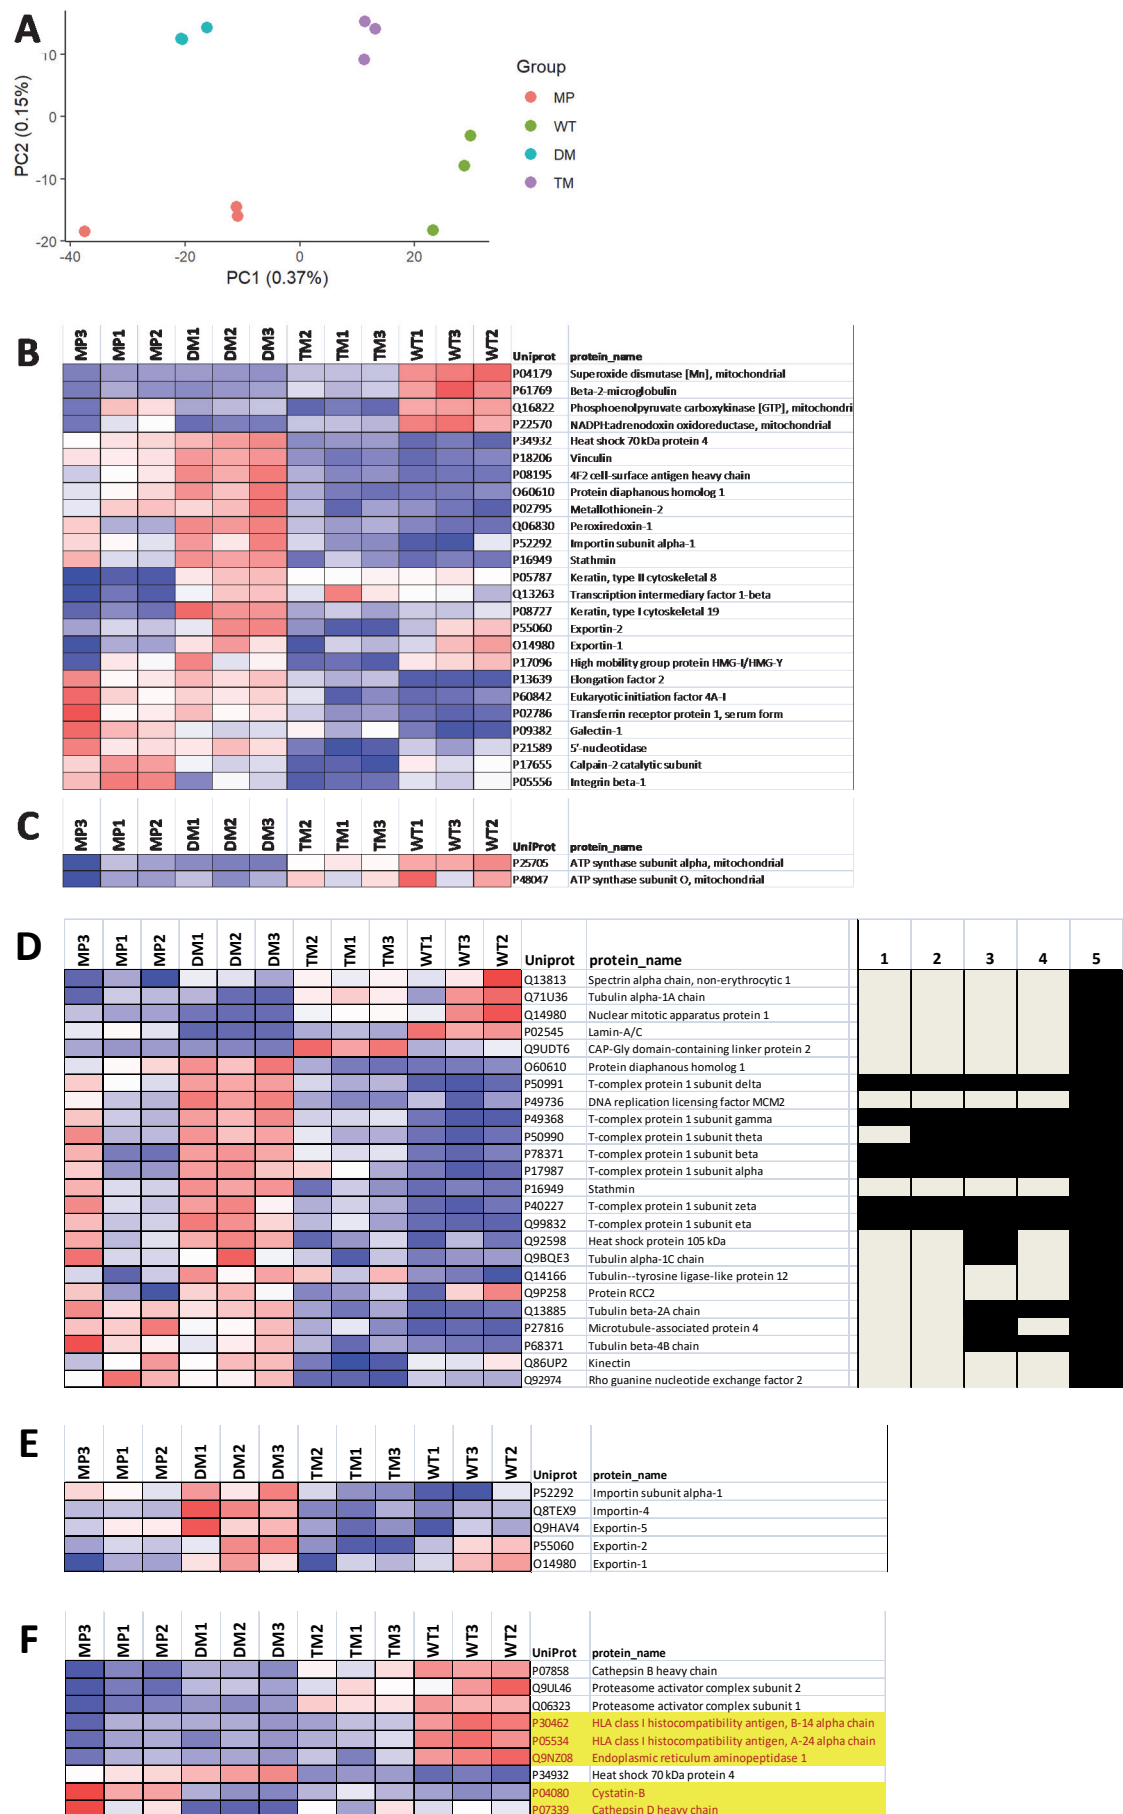 A
10
0
-10
-20
-40
-20
0
20
PC2 (0.15%)
PC1 (0.37%)
Group
MP
WT
DM
TM
B
MP3 MP1 MP2 DM1 DM2 DM3 TM2 TM1 TM3 WT1 WT3 WT2 Uniprot protein_name
P04179 Superoxide dismutase [Mn], mitochondrial
P61769 Beta-2-microglobulin
Q16822 Phosphoenolpyruvate carboxykinase [GTP], mitochondri
P22570 NADPH:adrenodoxin oxidoreductase, mitochondrial
P34932 Heat shock 70 kDa protein 4
P18206 Vinculin
P08195 4F2 cell-surface antigen heavy chain
O60610 Protein diaphanous homolog 1
P02795 Metallothionein-2
Q06830 Peroxiredoxin-1
P52292 Importin subunit alpha-1
P16949 Stathmin
P05787 Keratin, type II cytoskeletal 8
Q13263 Transcription intermediary factor 1-beta
P08727 Keratin, type I cytoskeletal 19
P55060 Exportin-2
O14980 Exportin-1
P17096 High mobility group protein HMG-I/HMG-Y
P13639 Elongation factor 2
P60842 Eukaryotic initiation factor 4A-I
P02786 Transferrin receptor protein 1, serum form
P09382 Galectin-1
P21589 5'-nucleotidase
P17655 Calpain-2 catalytic subunit
P05556 Integrin beta-1
C
MP3 MP1 MP2 DM1 DM2 DM3 TM2 TM1 TM3 WT1 WT3 WT2 UniProt protein_name
P25705 ATP synthase subunit alpha, mitochondrial
P48047 ATP synthase subunit O, mitochondrial
D
MP3 MP1 MP2 DM1 DM2 DM3 TM2 TM1 TM3 WT1 WT3 WT2 Uniprot protein_name 1 2 3 4 5
Q13813 Spectrin alpha chain, non-erythrocytic 1
Q71U36 Tubulin alpha-1A chain
Q14980 Nuclear mitotic apparatus protein 1
P02545 Lamin-A/C
Q9UDT6 CAP-Gly domain-containing linker protein 2
O60610 Protein diaphanous homolog 1
P50991 T-complex protein 1 subunit delta
P49736 DNA replication licensing factor MCM2
P49368 T-complex protein 1 subunit gamma
P50990 T-complex protein 1 subunit theta
P78371 T-complex protein 1 subunit beta
P17987 T-complex protein 1 subunit alpha
P16949 Stathmin
P40227 T-complex protein 1 subunit zeta
Q99832 T-complex protein 1 subunit eta
Q92598 Heat shock protein 105 kDa
Q9BQE3 Tubulin alpha-1C chain
Q14166 Tubulin--tyrosine ligase-like protein 12
Q9P258 Protein RCC2
Q13885 Tubulin beta-2A chain
P27816 Microtubule-associated protein 4
P68371 Tubulin beta-4B chain
Q86UP2 Kinectin
Q92974 Rho guanine nucleotide exchange factor 2
E
MP3 MP1 MP2 DM1 DM2 DM3 TM2 TM1 TM3 WT1 WT3 WT2 Uniprot protein_name
P52292 Importin subunit alpha-1
Q8TEX9 Importin-4
Q9HAV4 Exportin-5
P55060 Exportin-2
O14980 Exportin-1
F
MP3 MP1 MP2 DM1 DM2 DM3 TM2 TM1 TM3 WT1 WT3 WT2 UniProt protein_name
P07858 Cathepsin B heavy chain
Q9UL46 Proteasome activator complex subunit 2
Q06323 Proteasome activator complex subunit 1
P30462 HLA class I histocompatibility antigen, B-14 alpha chain
P05534 HLA class I histocompatibility antigen, A-24 alpha chain
Q9NZ08 Endoplasmic reticulum aminopeptidase 1
P34932 Heat shock 70 kDa protein 4
P04080 Cystatin-B
P07339 Cathepsin D heavy chain